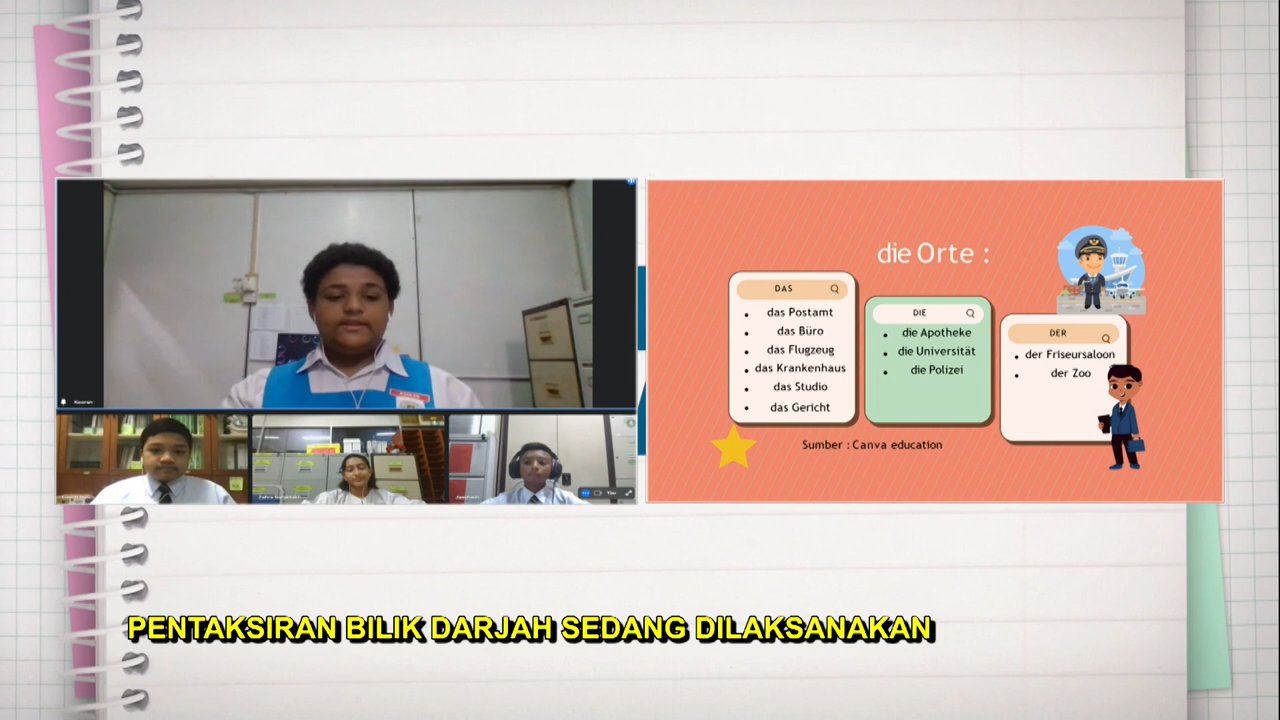 die Orte :
DAS
das Postamt
das Büro
das Flugzeug
das Krankenhaus
das Studio
das Gericht
DIE
die Apotheke
die Universität
die Polizei
DER
der Friseursaloon
der Zoo
Sumber : Canva education
You
PENTAKSIRAN BILIK DARJAH SEDANG DILAKSANAKAN